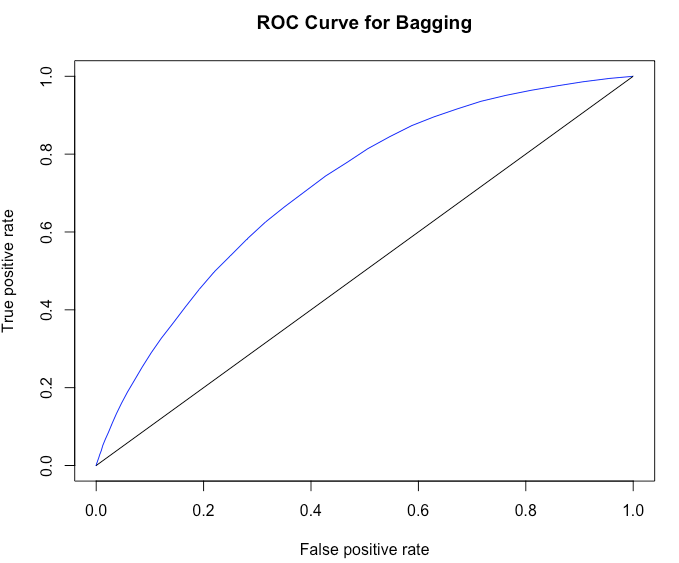 ROC Curve for Bagging
True positive rate
1.0
0.8
0.6
0.4
0.2
0.0
0.0 0.2 0.4 0.6 0.8 1.0
False positive rate